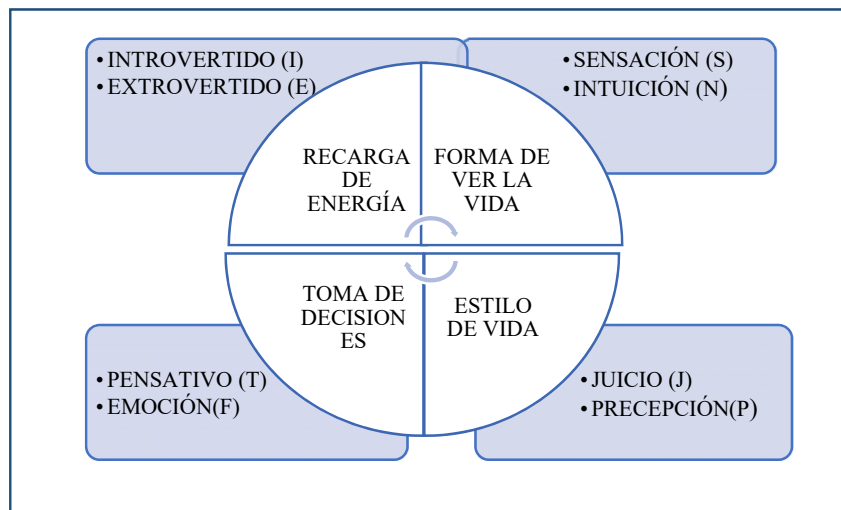 • INTROVERTIDO (I)
• EXTROVERTIDO (E)
• SENSACIÓN (S)
• INTUICIÓN (N)
RECARGA
DE
ENERGÍA
FORMA DE
VER LA
VIDA
TOMA DE
DECISION
ES
ESTILO
DE VIDA
• PENSATIVO (T)
• EMOCIÓN(F)
• JUICIO (J)
• PRECEPCIÓN(P)